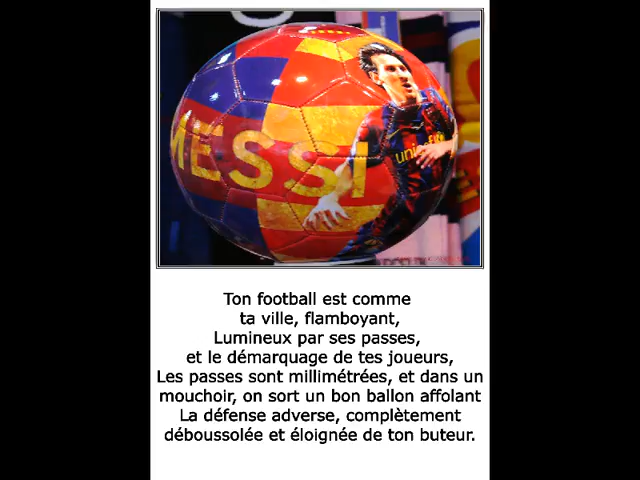 MESSI
unicef
Ton football est comme
ta ville, flamboyant,
Lumineux par ses passes,
et le démarquage de tes joueurs,
Les passes sont millimétrées, et dans un
mouchoir, on sort un bon ballon affolant
La défense adverse, complètement
déboussolée et éloignée de ton buteur.